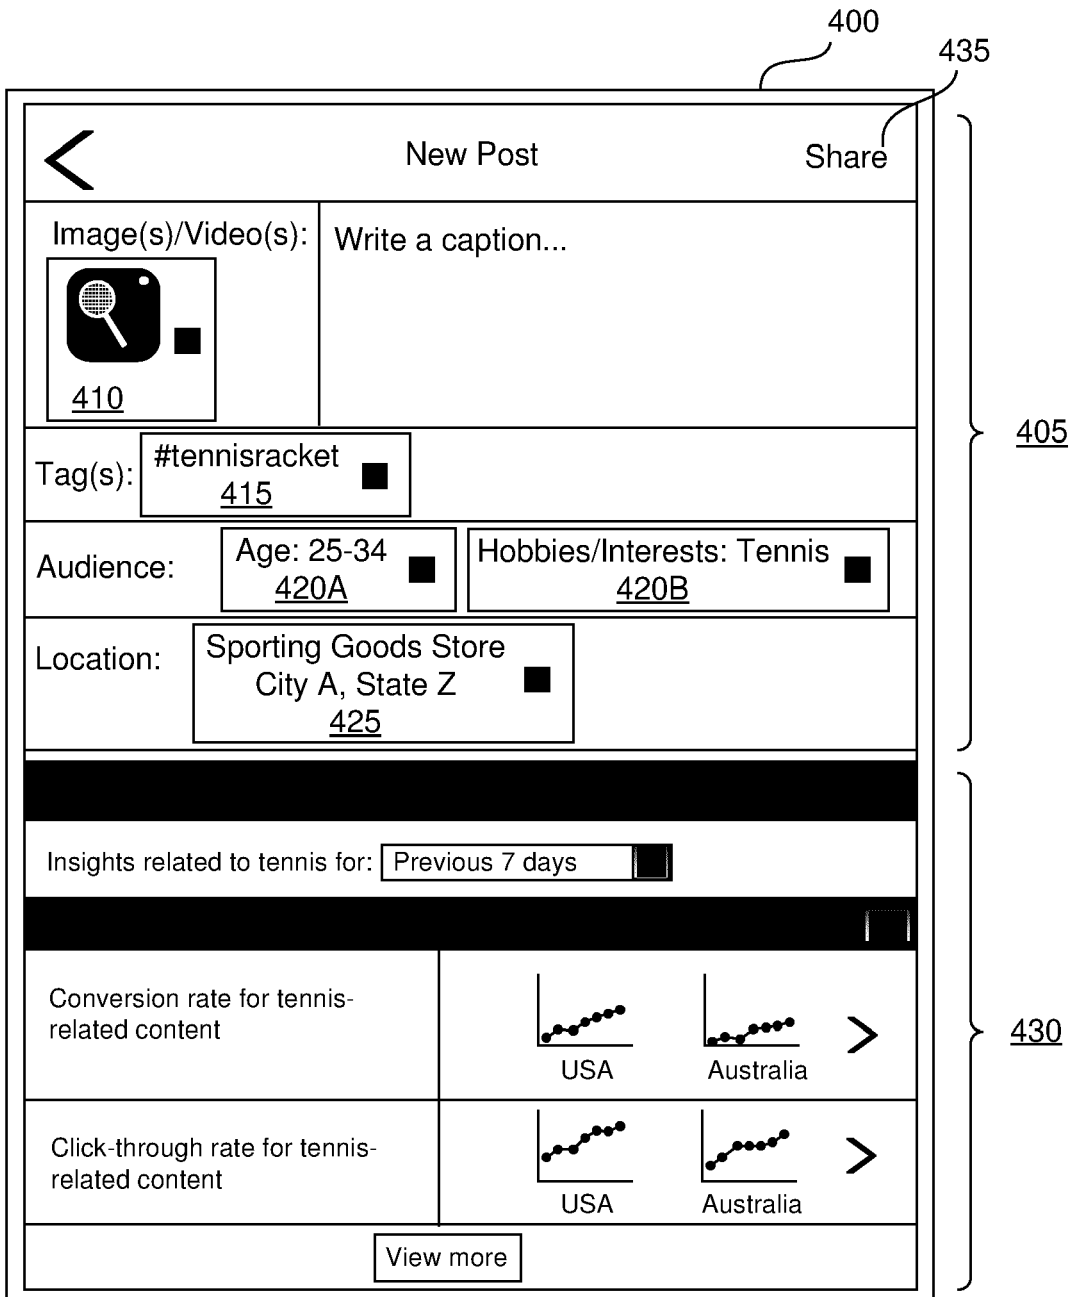 400
435
New Post
Share
Image(s)/Video(s):
Write a caption...
410
405
Tag(s):
#tennisracket
415
Audience:
Age: 25-34
420A
Hobbies/Interests: Tennis
420B
Location:
Sporting Goods Store
City A, State Z
425
Insights related to tennis for:
Previous 7 days
Conversion rate for tennis-
related content
USA
Australia
430
Click-through rate for tennis-
related content
USA
Australia
View more